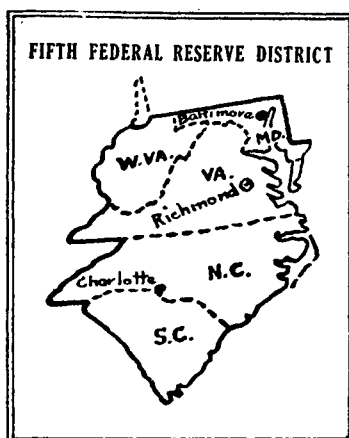 FIFTH FEDERAL RESERVE DISTRICT
Baltimore
MD.
W.VA.
VA.
Richmond
Charlotte
N.C.
S.C.